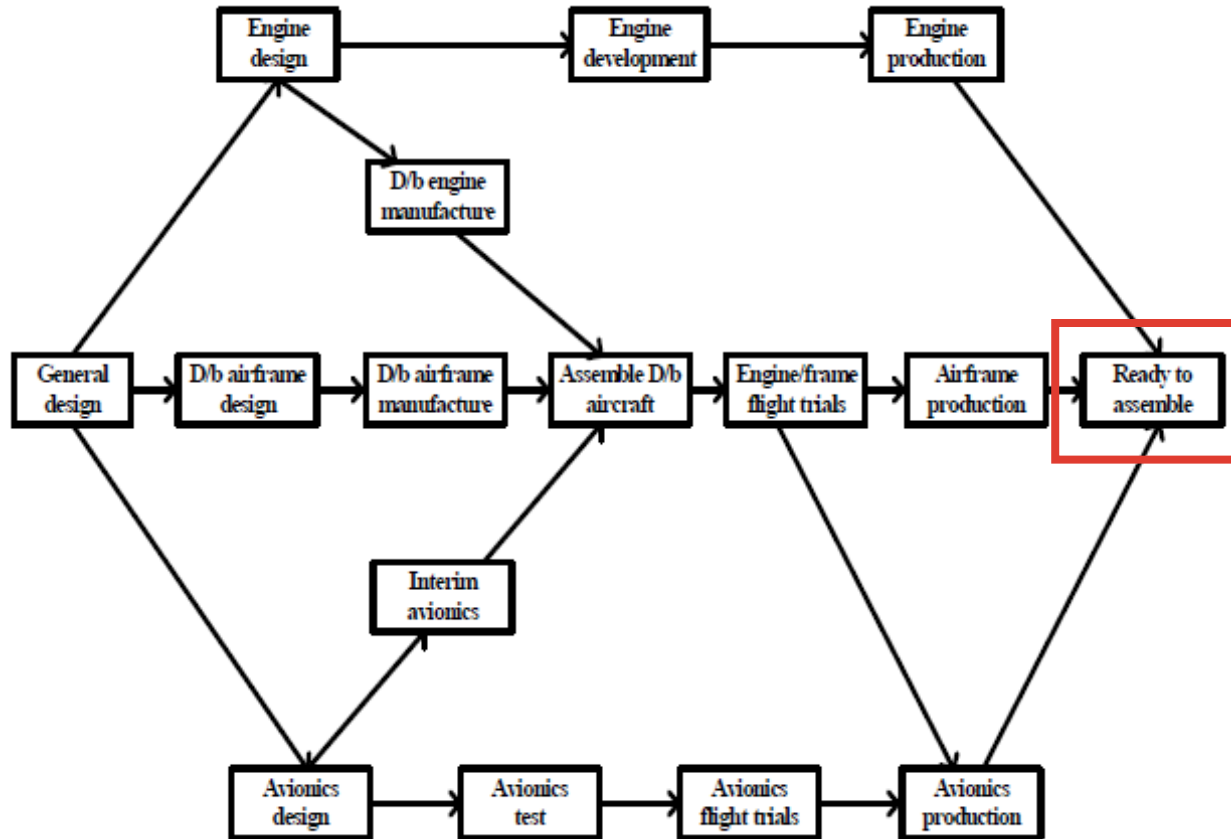 Engine
design
Engine
development
Engine
production
D/b engine
manufacture
General
design
D/b airframe
design
D/b airframe
manufacture
Assemble D/b
aircraft
Engine/frame
flight trials
Airframe
production
Ready to
assemble
Interim
avionics
Avionics
design
Avionics
test
Avionics
flight trials
Avionics
production